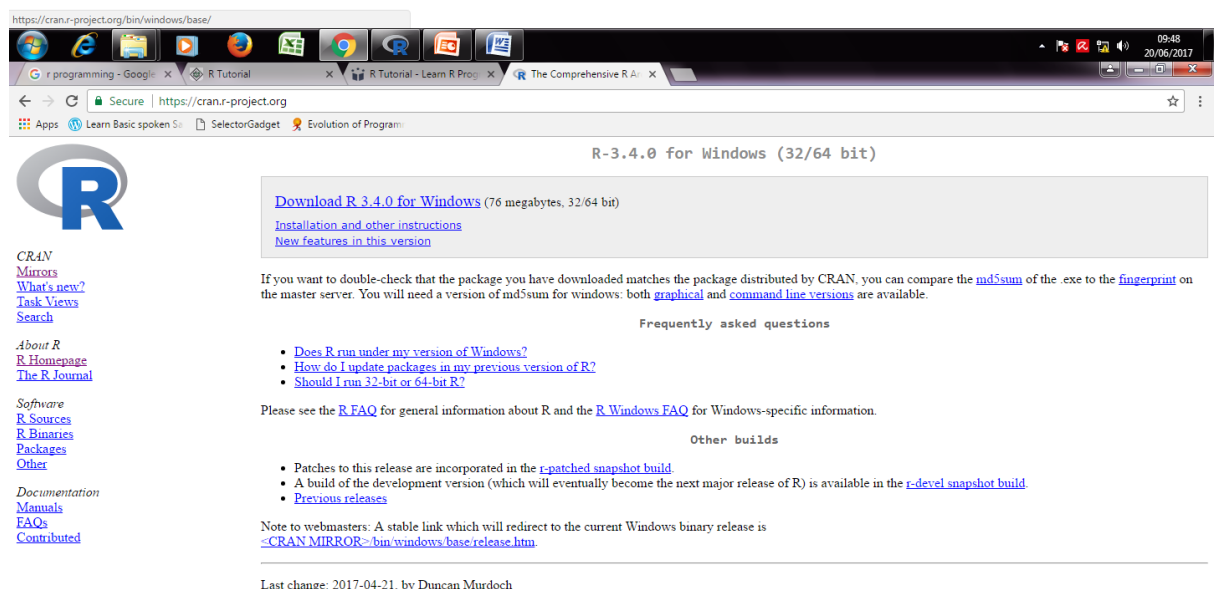 https://cran.r-project.org/bin/windows/base/
09:48
20/06/2017
r programming - Google
R Tutorial
R Tutorial - Learn R Prog
The Comprehensive R Ar
Secure | https://cran.r-project.org
Apps
Learn Basic spoken Sa
SelectorGadget
Evolution of Program
R
CRAN
Mirrors
What's new?
Task Views
Search
About R
R Homepage
The R Journal
Software
R Sources
R Binaries
Packages
Other
Documentation
Manuals
FAQs
Contributed
R-3.4.0 for Windows (32/64 bit)
Download R 3.4.0 for Windows (76 megabytes, 32/64 bit)
Installation and other instructions
New features in this version
If you want to double-check that the package you have downloaded matches the package distributed by CRAN, you can compare the md5sum of the .exe to the fingerprint on
the master server. You will need a version of md5sum for windows: both graphical and command line versions are available.
Frequently asked questions
• Does R run under my version of Windows?
• How do I update packages in my previous version of R?
• Should I run 32-bit or 64-bit R?
Please see the R FAQ for general information about R and the R Windows FAQ for Windows-specific information.
Other builds
• Patches to this release are incorporated in the r-patched snapshot build.
• A build of the development version (which will eventually become the next major release of R) is available in the r-devel snapshot build.
• Previous releases
Note to webmasters: A stable link which will redirect to the current Windows binary release is
<CRAN MIRROR>/bin/windows/base/release.htm.
Last change: 2017-04-21, by Duncan Murdoch